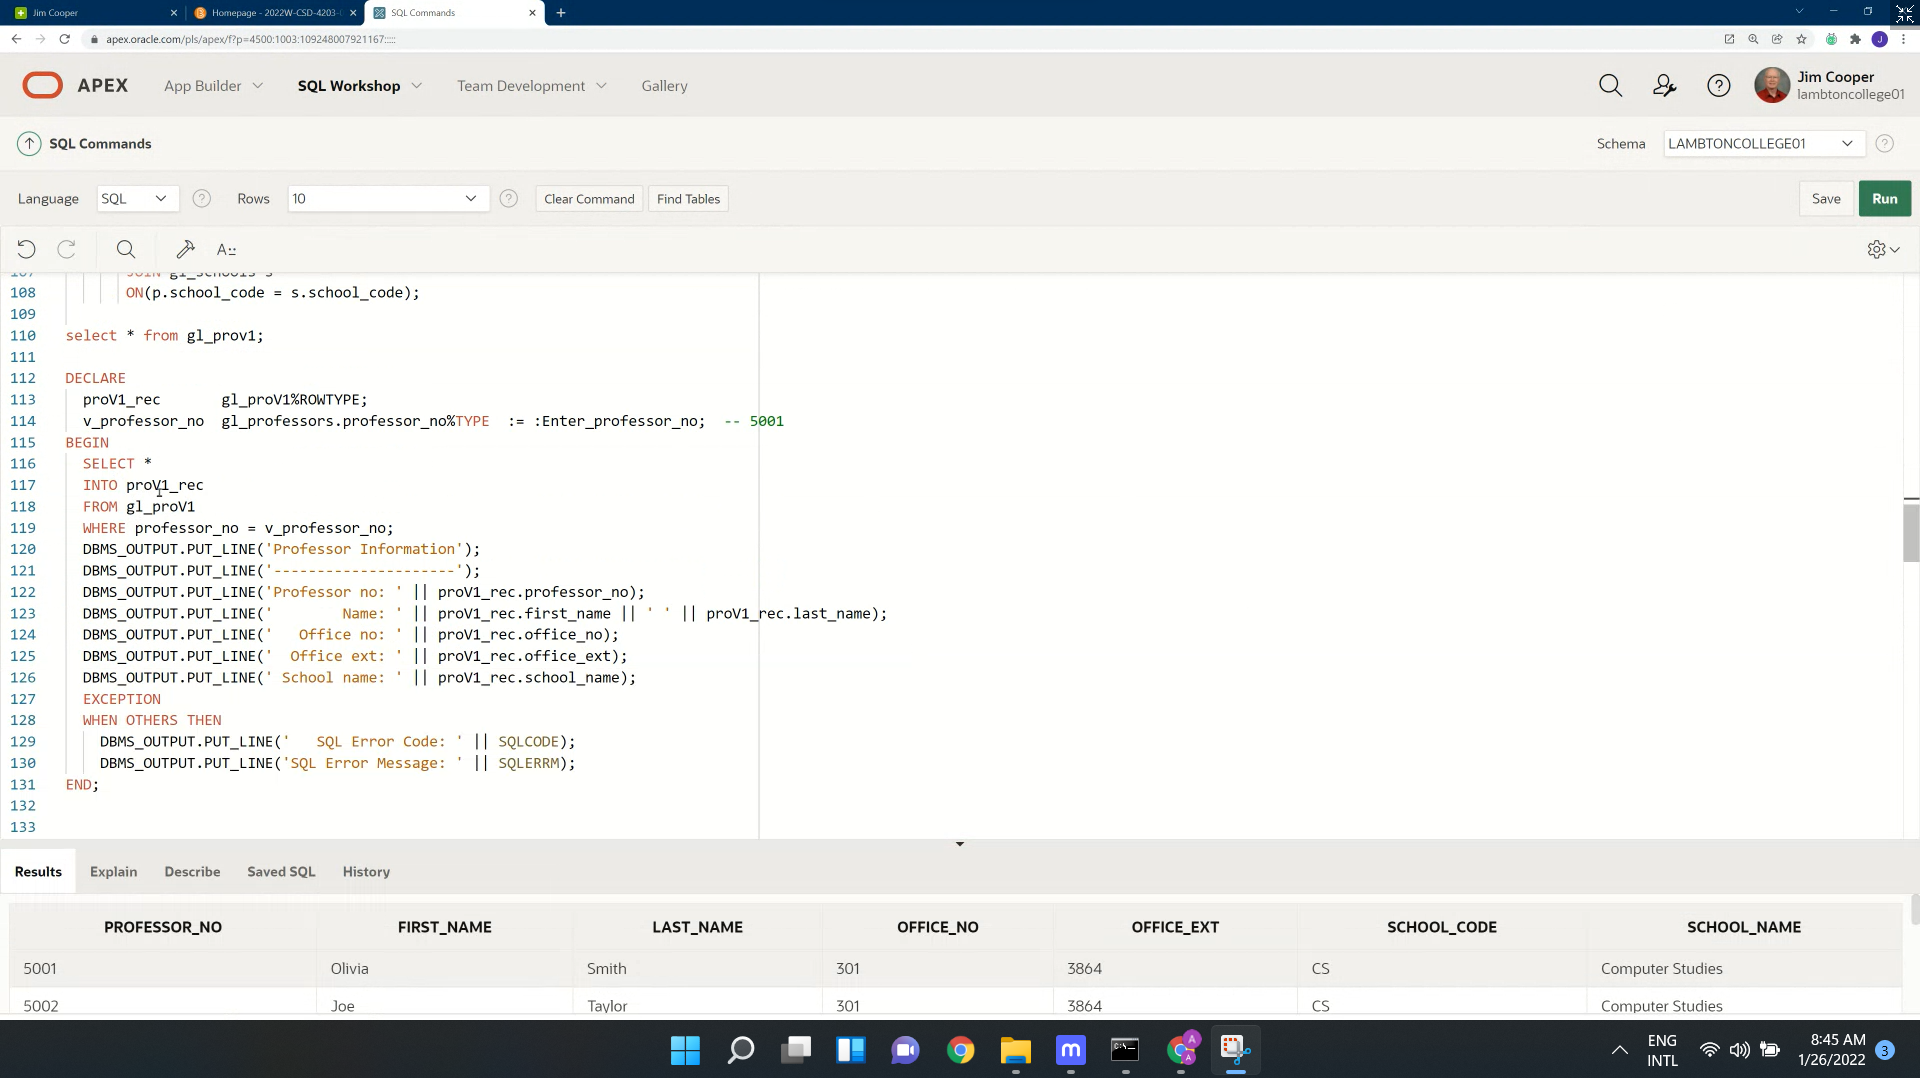 Jim Cooper
Homepage - 2022W-CSD-4203-
SQL Commands
apex.oracle.com/pls/apex/f?p=4500:1003:109248007921167:::::
J
APEX
App Builder
SQL Workshop
Team Development
Gallery
Jim Cooper
lambtoncollege01
SQL Commands
Schema
LAMBTONCOLLEGE01
Language
SQL
Rows
10
Clear Command
Find Tables
Save
Run
107 JOIN gl_schools s
108 ON(p.school_code = s.school_code);
109
110 select * from gl_prov1;
111
112 DECLARE
113 proV1_rec gl_proV1%ROWTYPE;
114 v_professor_no gl_professors.professor_no%TYPE := :Enter_professor_no; -- 5001
115 BEGIN
116 SELECT *
117 INTO proV1_rec
118 FROM gl_proV1
119 WHERE professor_no = v_professor_no;
120 DBMS_OUTPUT.PUT_LINE('Professor Information');
121 DBMS_OUTPUT.PUT_LINE('---------------------');
122 DBMS_OUTPUT.PUT_LINE('Professor no: ' || proV1_rec.professor_no);
123 DBMS_OUTPUT.PUT_LINE('        Name: ' || proV1_rec.first_name || ' ' || proV1_rec.last_name);
124 DBMS_OUTPUT.PUT_LINE('   Office no: ' || proV1_rec.office_no);
125 DBMS_OUTPUT.PUT_LINE('  Office ext: ' || proV1_rec.office_ext);
126 DBMS_OUTPUT.PUT_LINE(' School name: ' || proV1_rec.school_name);
127 EXCEPTION
128 WHEN OTHERS THEN
129 DBMS_OUTPUT.PUT_LINE('   SQL Error Code: ' || SQLCODE);
130 DBMS_OUTPUT.PUT_LINE('SQL Error Message: ' || SQLERRM);
131 END;
132
133
Results
Explain
Describe
Saved SQL
History
PROFESSOR_NO FIRST_NAME LAST_NAME OFFICE_NO OFFICE_EXT SCHOOL_CODE SCHOOL_NAME
5001 Olivia Smith 301 3864 CS Computer Studies
5002 Joe Taylor 301 3864 CS Computer Studies
ENG
INTL
8:45 AM
1/26/2022
3